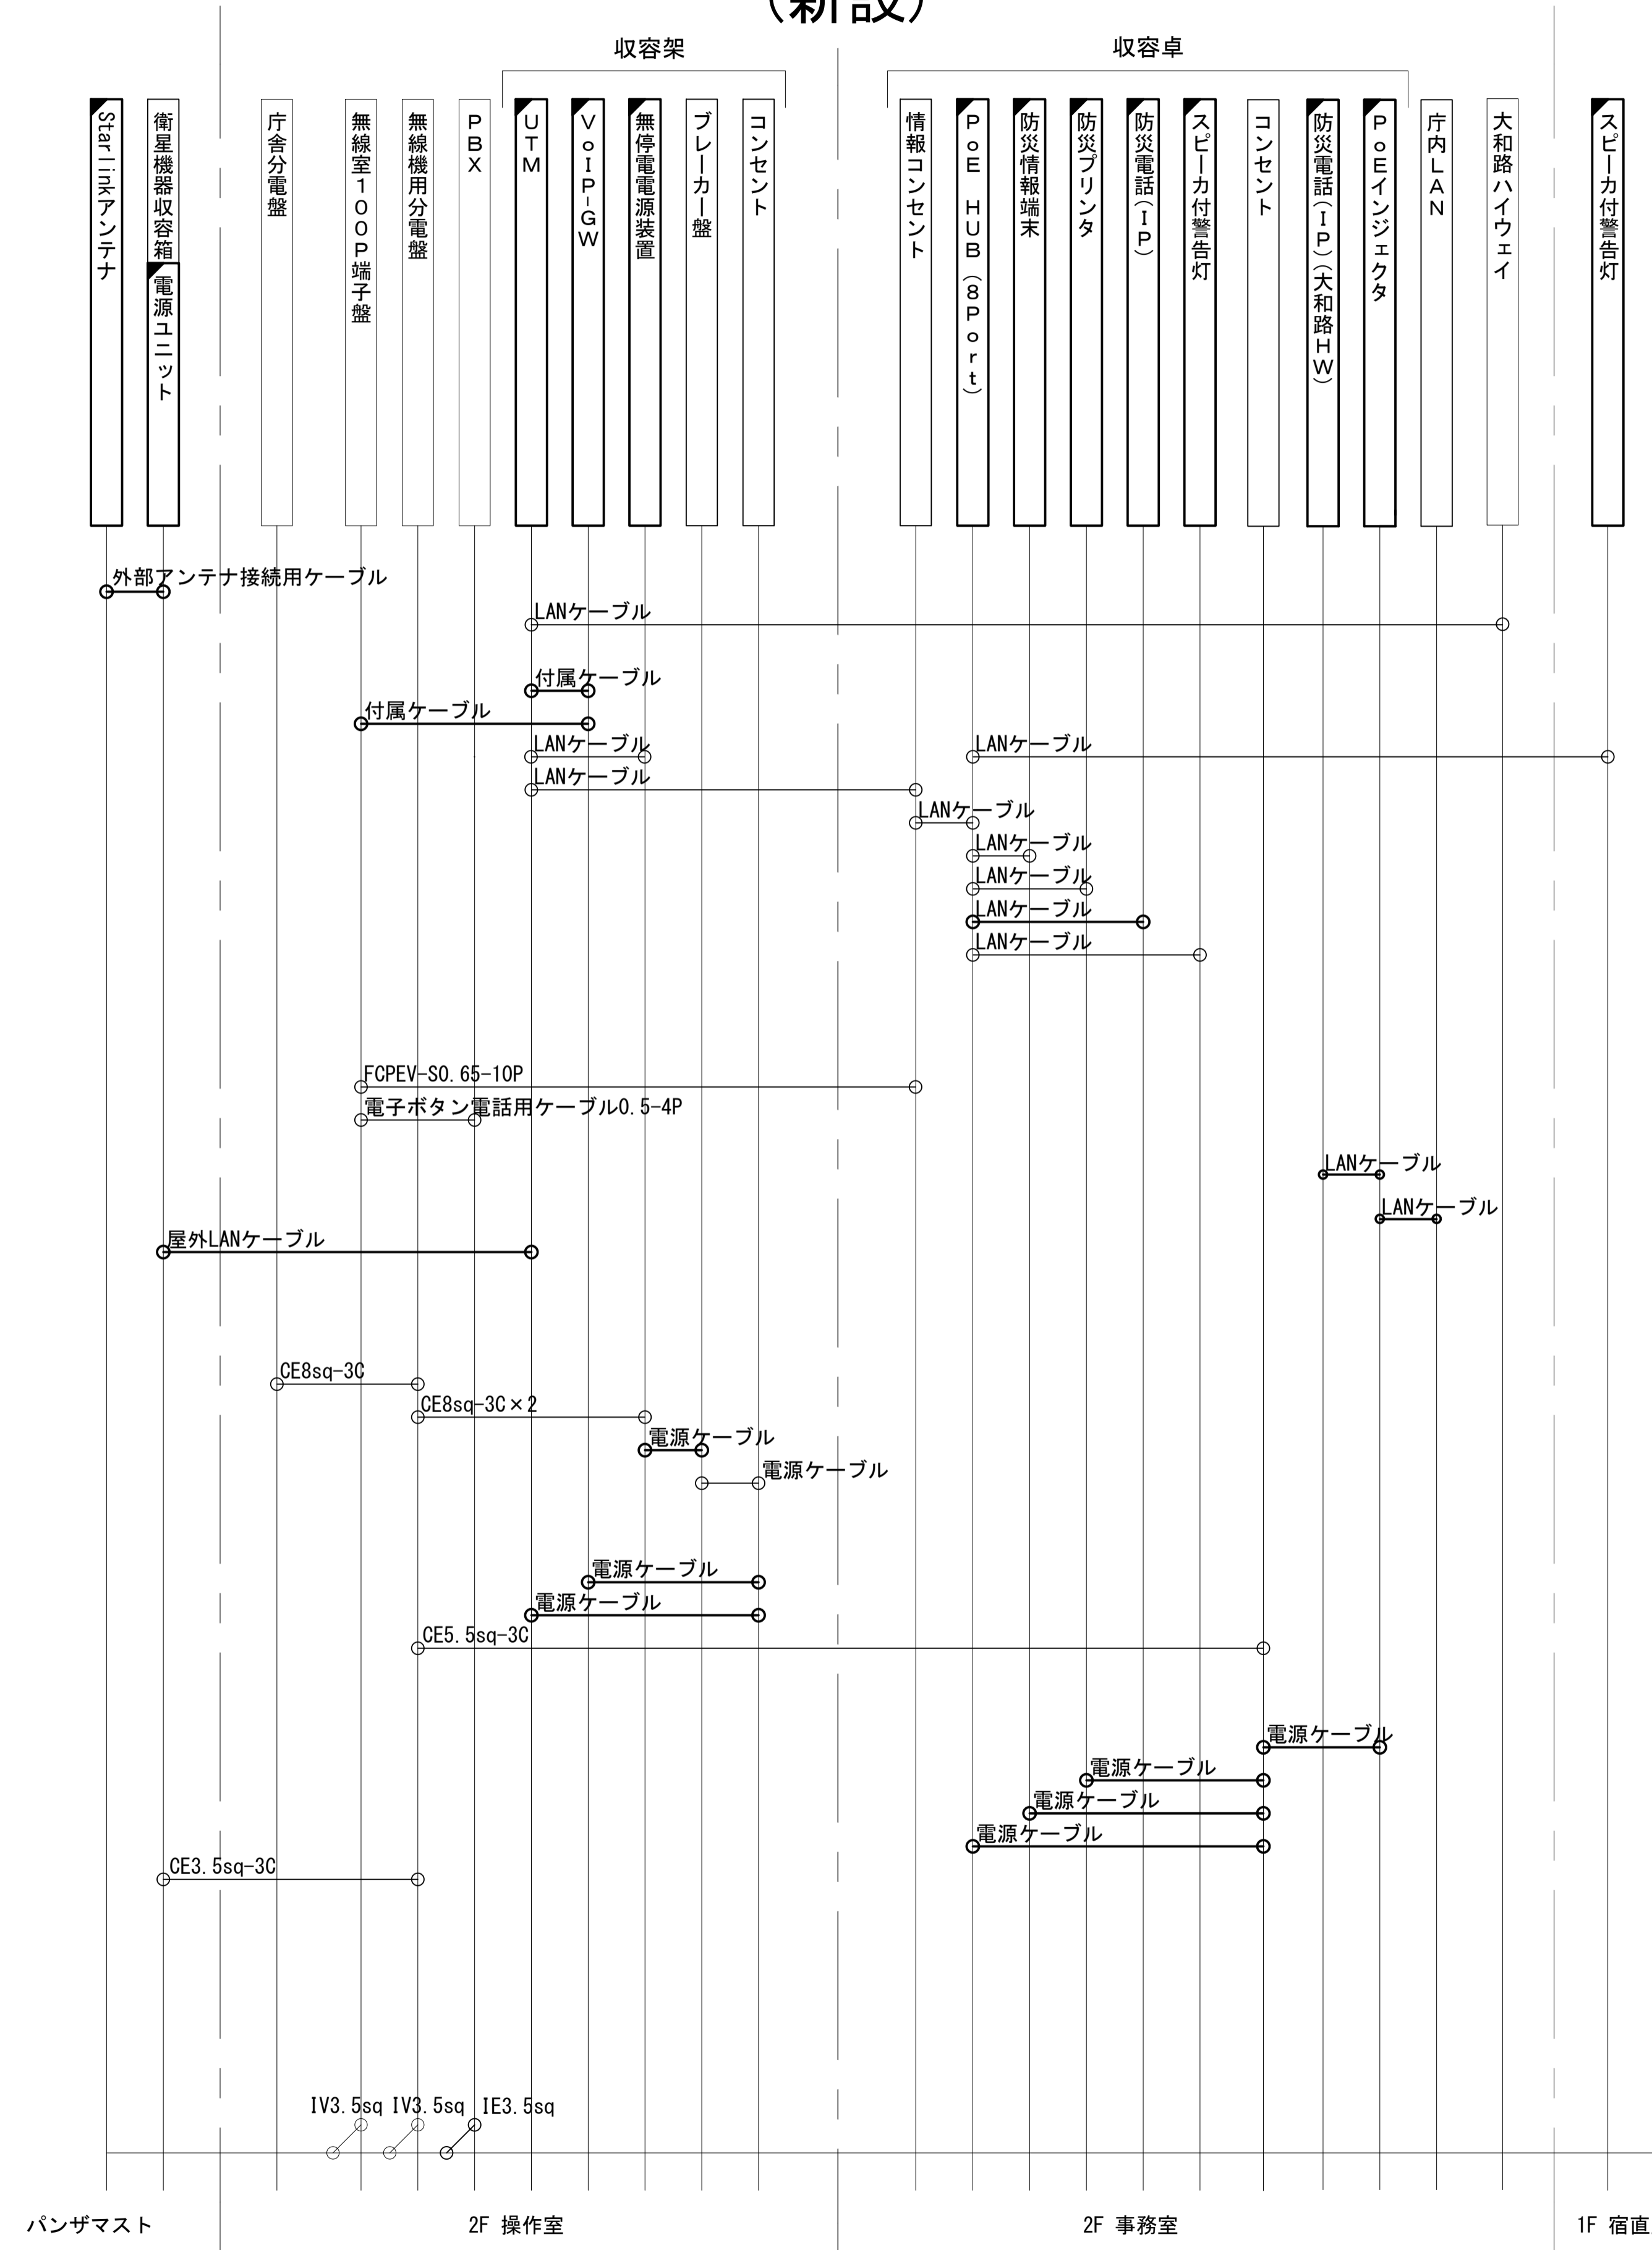 （新設）
収容架
収容卓
Starlinkアンテナ
衛星機器収容箱
電源ユニット
庁舎分電盤
無線室１００Ｐ端子盤
無線機用分電盤
ＰＢＸ
ＵＴＭ
ＶｏＩＰ-ＧＷ
無停電電源装置
ブレーカー盤
コンセント
情報コンセント
ＰｏＥ　ＨＵＢ（８Ｐｏｒｔ）
防災情報端末
防災プリンタ
防災電話（ＩＰ）
スピーカ付警告灯
コンセント
防災電話（ＩＰ）（大和路ＨＷ）
ＰｏＥインジェクタ
庁内ＬＡＮ
大和路ハイウェイ
スピーカ付警告灯
外部アンテナ接続用ケーブル
LANケーブル
付属ケーブル
付属ケーブル
LANケーブル
LANケーブル
LANケーブル
LANケーブル
LANケーブル
LANケーブル
LANケーブル
LANケーブル
FCPEV-S0.65-10P
電子ボタン電話用ケーブル0.5-4P
LANケーブル
LANケーブル
屋外LANケーブル
CE8sq-3C
CE8sq-3C×2
電源ケーブル
電源ケーブル
電源ケーブル
電源ケーブル
CE5.5sq-3C
電源ケーブル
電源ケーブル
電源ケーブル
電源ケーブル
CE3.5sq-3C
IV3.5sq
IV3.5sq
IE3.5sq
パンザマスト
2F 操作室
2F 事務室
1F 宿直